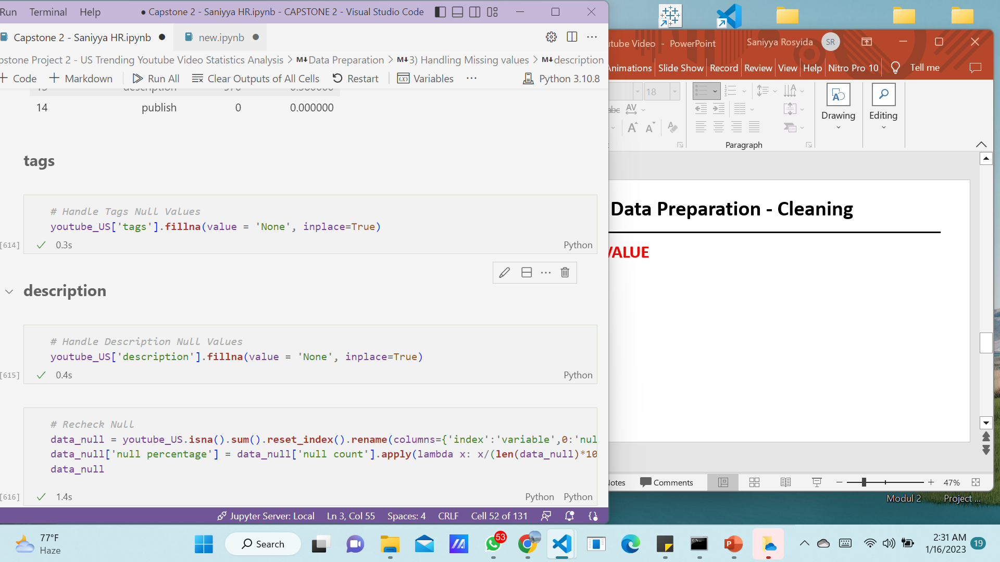 Run Terminal Help ● Capstone 2 - Saniyya HR.ipynb - CAPSTONE 2 - Visual Studio Code
Capstone 2 - Saniyya HR.ipynb ● new.ipynb ●
pstone Project 2 - US Trending Youtube Video Statistics Analysis > M↓Data Preparation > M↓3) Handling Missing values > M↓description
+ Code + Markdown Run All Clear Outputs of All Cells Restart Variables ... Python 3.10.8
description
14 publish 0 0.000000
tags
# Handle Tags Null Values
youtube_US['tags'].fillna(value = 'None', inplace=True)
[614] 0.3s Python
description
# Handle Description Null Values
youtube_US['description'].fillna(value = 'None', inplace=True)
[615] 0.4s Python
# Recheck Null
data_null = youtube_US.isna().sum().reset_index().rename(columns={'index':'variable',0:'nul
data_null['null percentage'] = data_null['null count'].apply(lambda x: x/(len(data_null)*10
data_null
[616] 1.4s Python Python
Jupyter Server: Local Ln 3, Col 55 Spaces: 4 CRLF Cell 52 of 131
utube Video - PowerPoint Saniyya Rosyida SR
Animations Slide Show Record Review View Help Nitro Pro 10 Tell me
18
abc AV
A A A
Drawing Editing
Paragraph
Data Preparation - Cleaning
VALUE
Notes Comments 47%
Modul 2 Project ...
77°F
Haze
Search
53
2:31 AM
1/16/2023
19